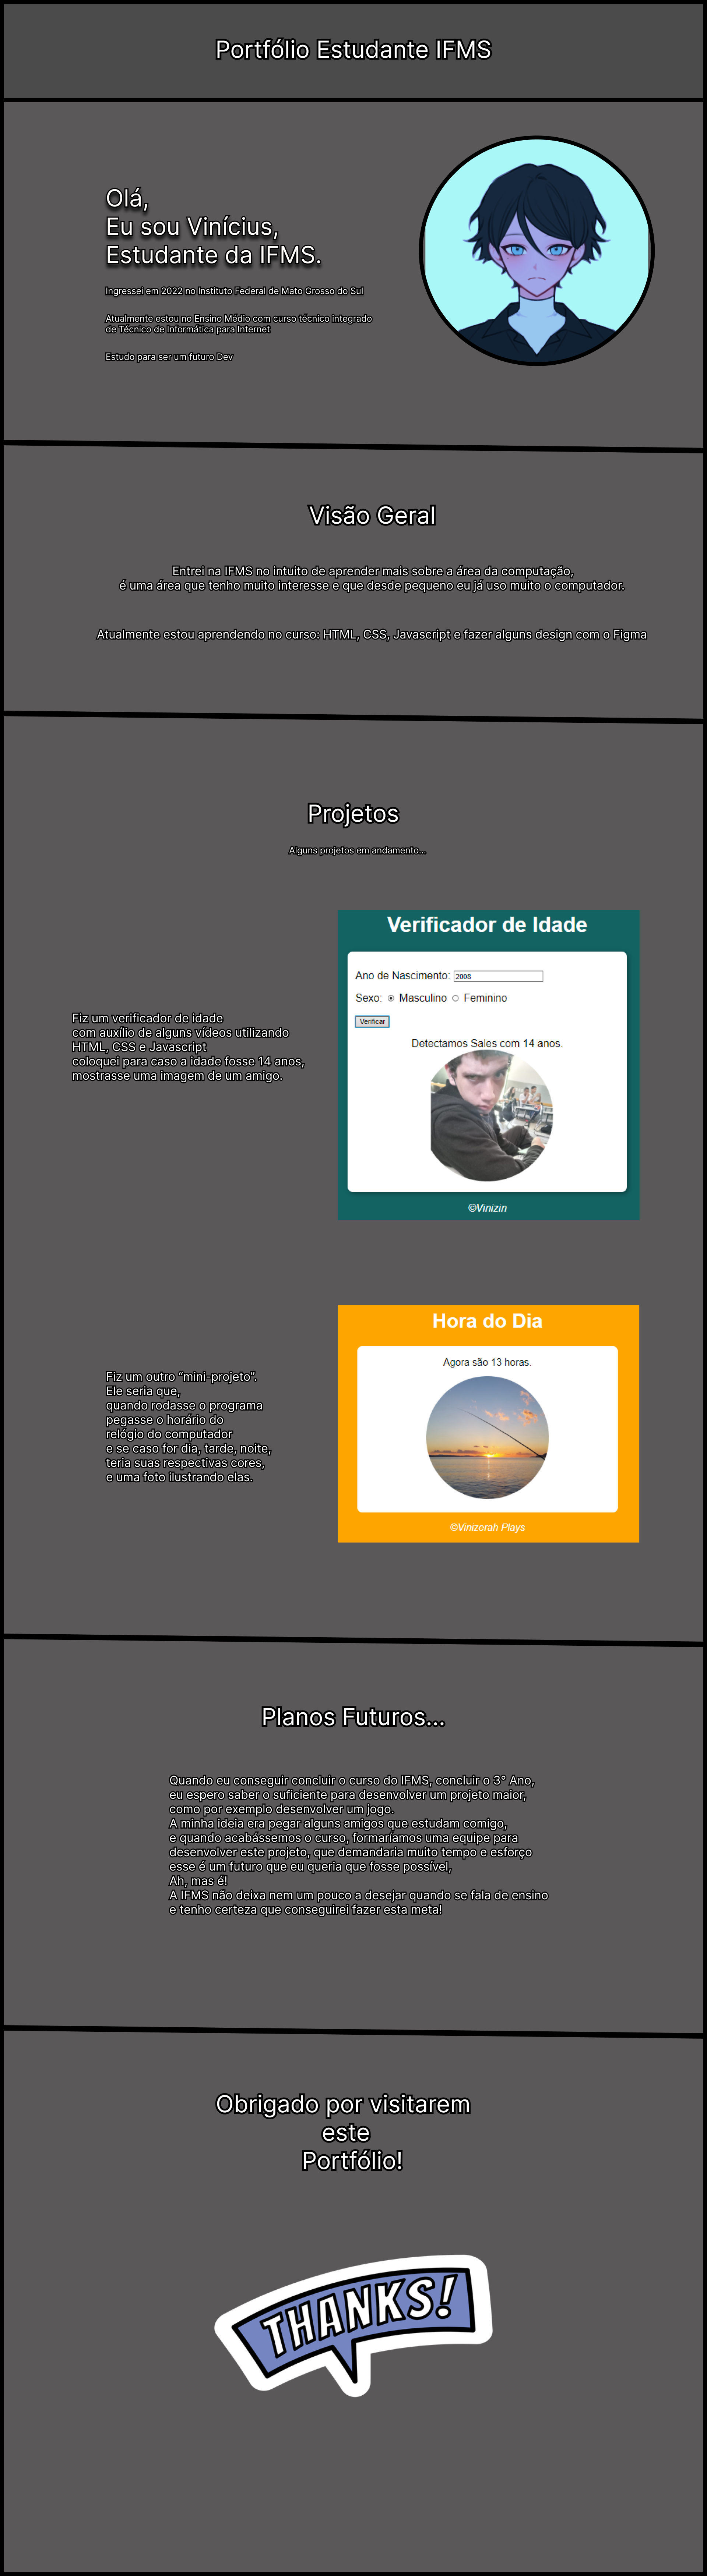 Portfólio Estudante IFMS
Olá,
Eu sou Vinícius,
Estudante da IFMS.
Ingressei em 2022 no Instituto Federal de Mato Grosso do Sul
Atualmente estou no Ensino Médio com curso técnico integrado
de Técnico de Informática para Internet
Estudo para ser um futuro Dev
Visão Geral
Entrei na IFMS no intuito de aprender mais sobre a área da computação,
é uma área que tenho muito interesse e que desde pequeno eu já uso muito o computador.
Atualmente estou aprendendo no curso: HTML, CSS, Javascript e fazer alguns design com o Figma
Projetos
Alguns projetos em andamento...
Verificador de Idade
Ano de Nascimento: 2008
Sexo: Masculino Feminino
Verificar
Detectamos Sales com 14 anos.
©Vinizin
Fiz um verificador de idade
com auxílio de alguns vídeos utilizando
HTML, CSS e Javascript
coloquei para caso a idade fosse 14 anos,
mostrasse uma imagem de um amigo.
Hora do Dia
Agora são 13 horas.
©Vinizerah Plays
Fiz um outro “mini-projeto”.
Ele seria que,
quando rodasse o programa
pegasse o horário do
relógio do computador
e se caso for dia, tarde, noite,
teria suas respectivas cores,
e uma foto ilustrando elas.
Planos Futuros...
Quando eu conseguir concluir o curso do IFMS, concluir o 3° Ano,
eu espero saber o suficiente para desenvolver um projeto maior,
como por exemplo desenvolver um jogo.
A minha ideia era pegar alguns amigos que estudam comigo,
e quando acabássemos o curso, formaríamos uma equipe para
desenvolver este projeto, que demandaria muito tempo e esforço
esse é um futuro que eu queria que fosse possível,
Ah, mas é!
A IFMS não deixa nem um pouco a desejar quando se fala de ensino
e tenho certeza que conseguirei fazer esta meta!
Obrigado por visitarem
este
Portfólio!
THANKS!